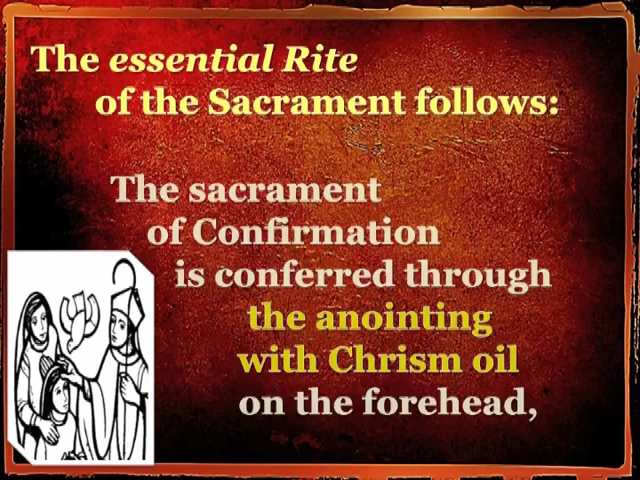 The essential Rite
of the Sacrament follows:
The sacrament
of Confirmation
is conferred through
the anointing
with Chrism oil
on the forehead,